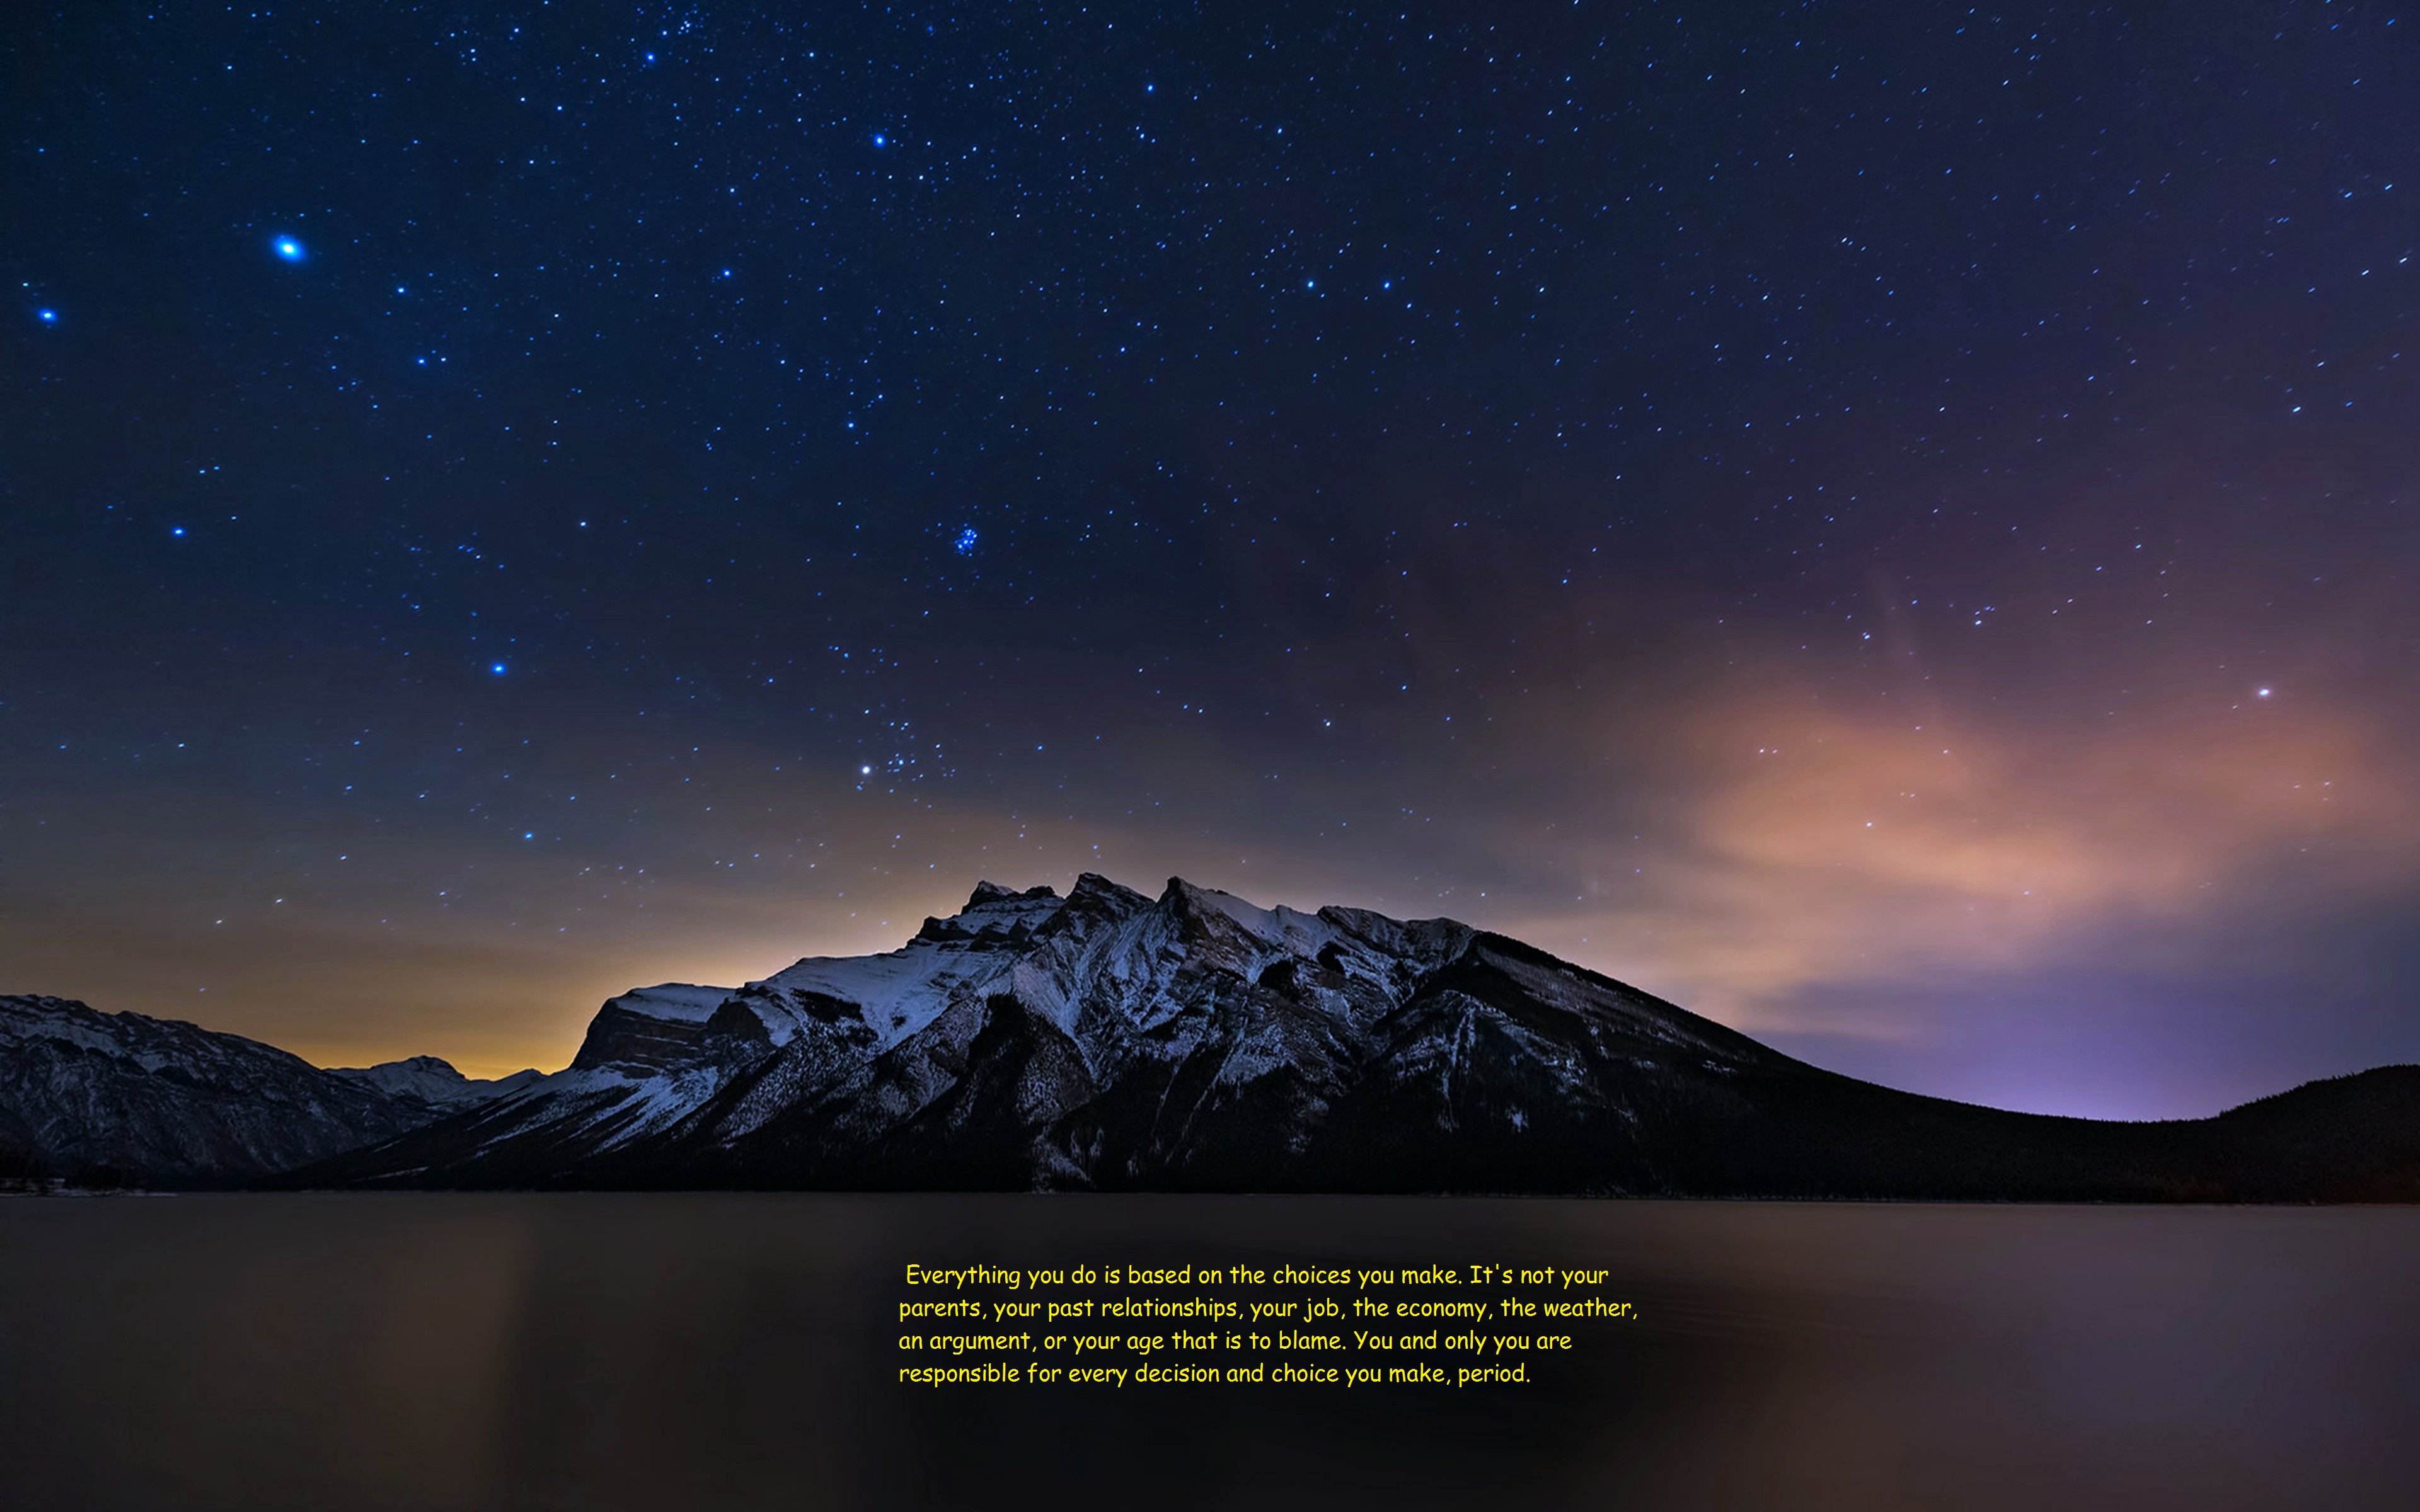 Everything you do is based on the choices you make. It's not your
parents, your past relationships, your job, the economy, the weather,
an argument, or your age that is to blame. You and only you are
responsible for every decision and choice you make, period.